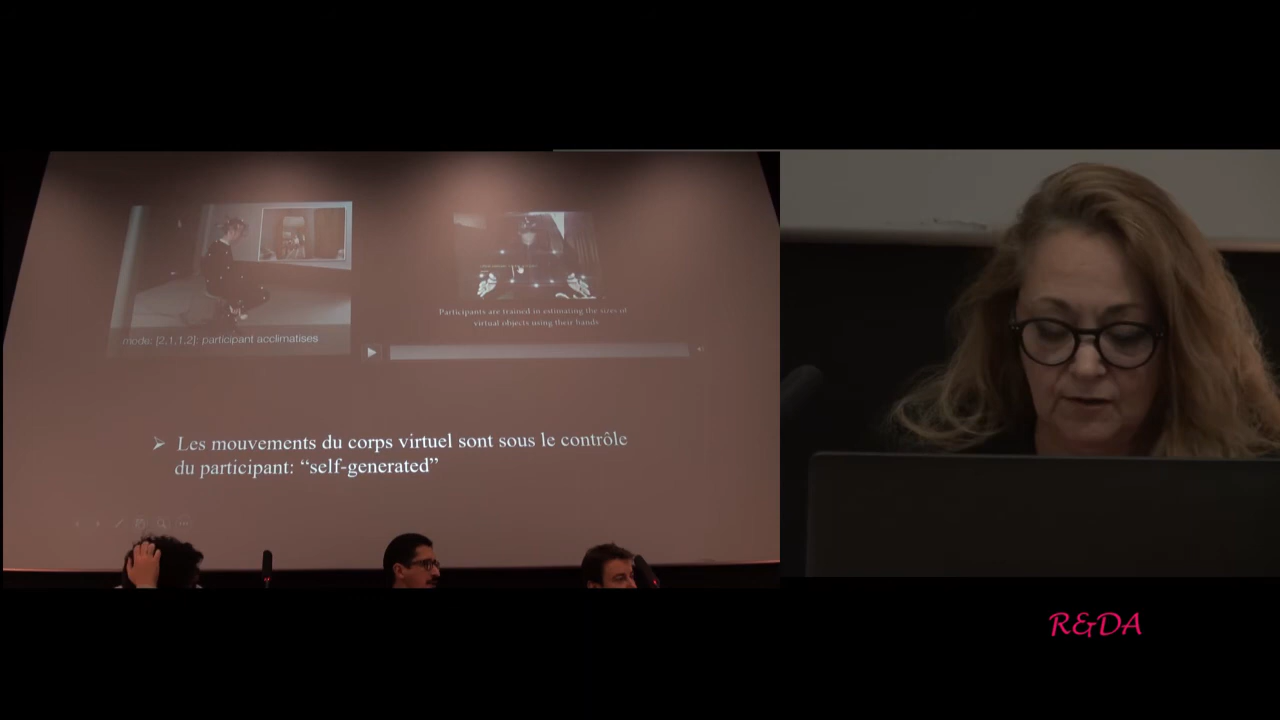 mode: [2,1,1,2]: participant acclimatises
Participants are trained in estimating the sizes of
virtual objects using their hands
➢ Les mouvements du corps virtuel sont sous le contrôle
du participant: “self-generated”
R&DA